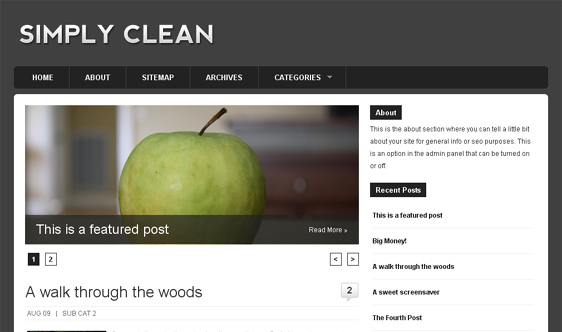 SIMPLY CLEAN
HOME ABOUT SITEMAP ARCHIVES CATEGORIES
This is a featured post
Read More »
1 2 < >
A walk through the woods
2
AUG 09 | SUB CAT 2
About
This is the about section where you can tell a little bit
about your site for general info or seo purposes. This
is an option in the admin panel that can be turned on
or off.
Recent Posts
This is a featured post
Big Money!
A walk through the woods
A sweet screensaver
The Fourth Post